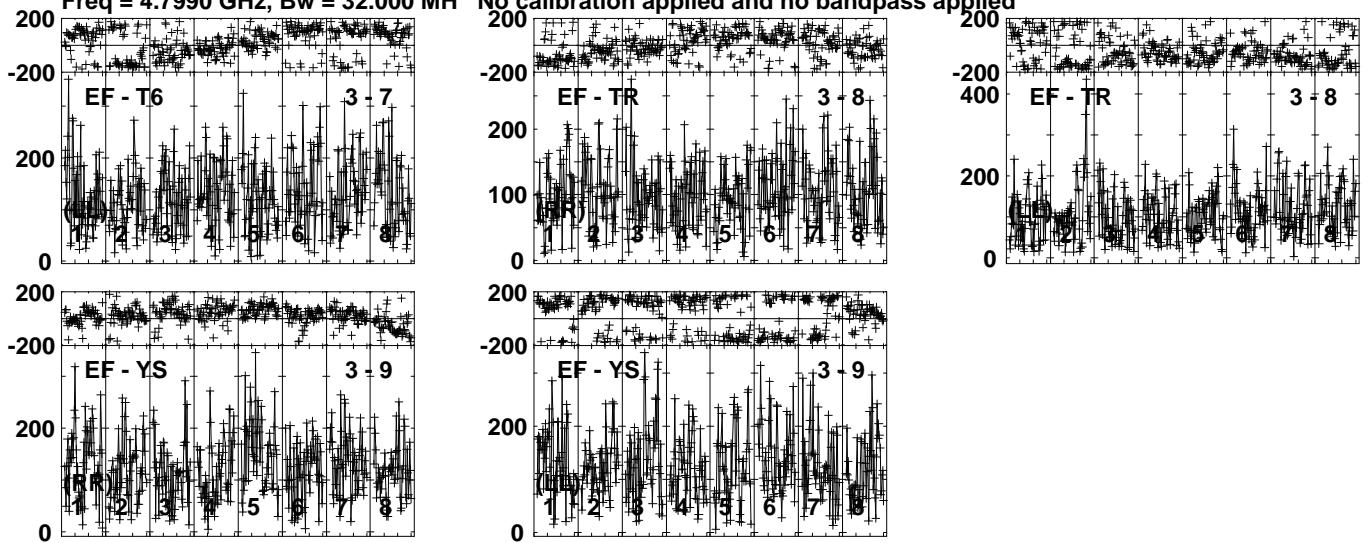 Freq = 4.7990 GHz, Bw = 32.000 MH No calibration applied and no bandpass applied
200
-200
EF - T6 3 - 7
200
(LL)
1 2 3 4 5 6 7 8
0
200
-200
EF - TR 3 - 8
200
100
(RR)
1 2 3 4 5 6 7 8
0
200
-200
400
EF - TR 3 - 8
200
(LL)
1 2 3 4 5 6 7 8
0
200
-200
EF - YS 3 - 9
200
(RR)
1 2 3 4 5 6 7 8
0
200
-200
EF - YS 3 - 9
200
(LL)
1 2 3 4 5 6 7 8
0